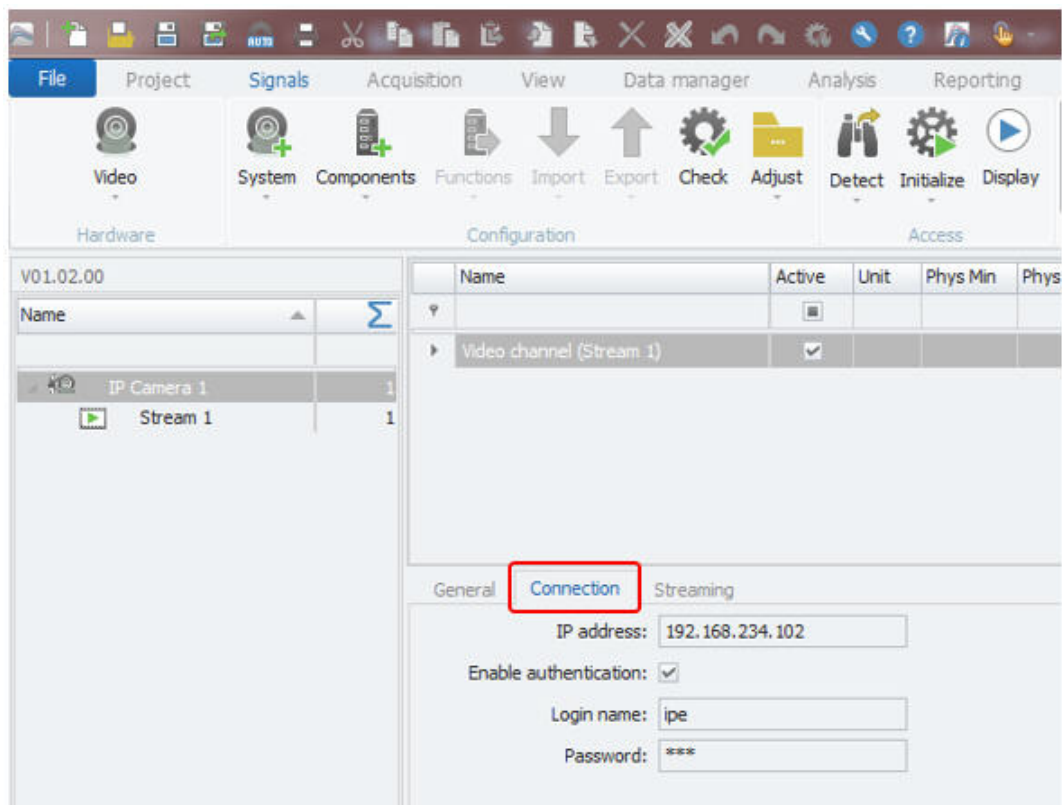 AUTO
File Project Signals Acquisition View Data manager Analysis Reporting
Video System Components Functions Import Export Check Adjust Detect Initialize Display
Hardware Configuration Access
V01.02.00
Name Active Unit Phys Min Phys
Name Σ
Video channel (Stream 1)
IP Camera 1 1
Stream 1 1
General Connection Streaming
IP address: 192.168.234.102
Enable authentication:
Login name: ipe
Password: ***